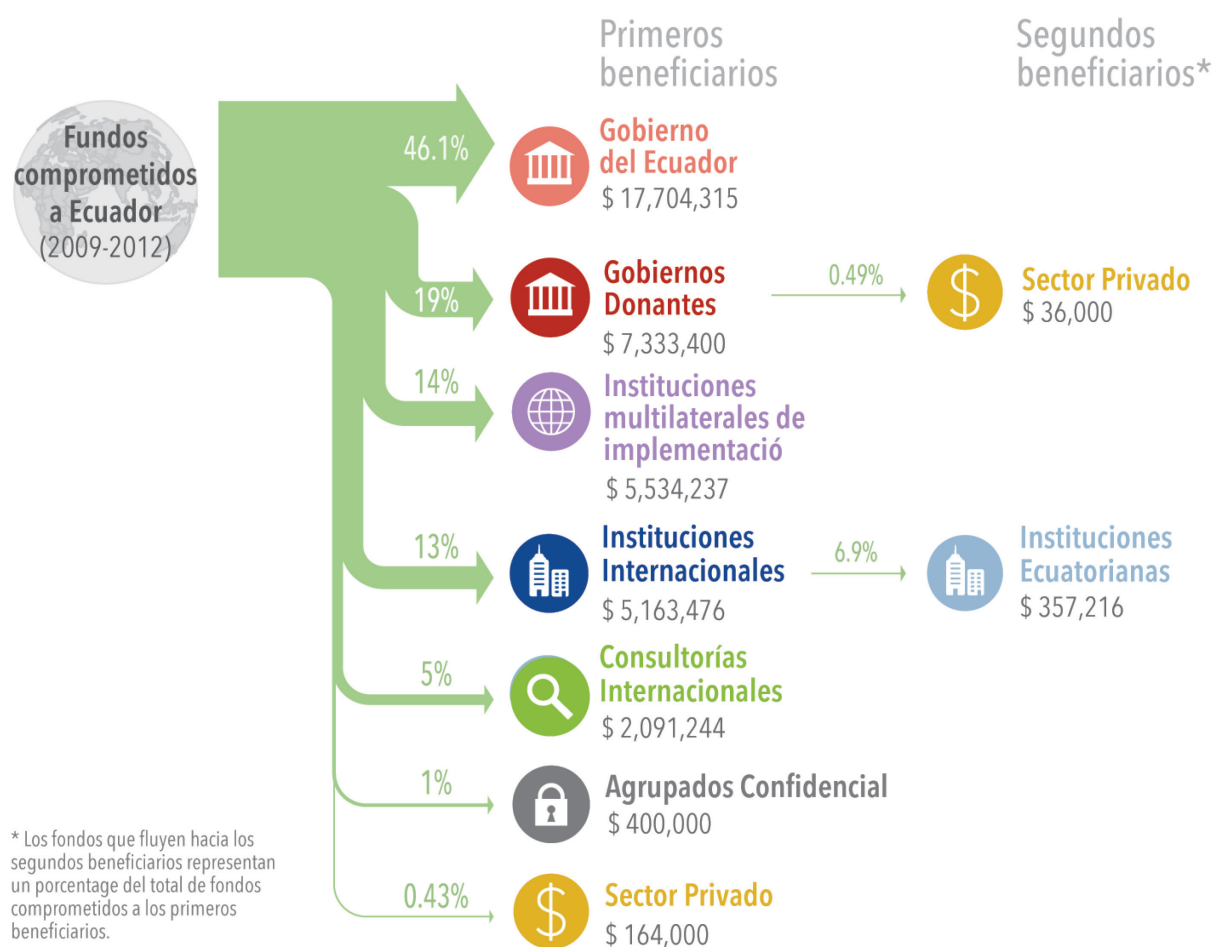 Primeros
beneficiarios
Segundos
beneficiarios*
Fundos
comprometidos
a Ecuador
(2009-2012)
46.1%
Gobierno
del Ecuador
$ 17,704,315
19%
Gobiernos
Donantes
$ 7,333,400
0.49%
Sector Privado
$ 36,000
14%
Instituciones
multilaterales de
implementació
$ 5,534,237
13%
Instituciones
Internacionales
$ 5,163,476
6.9%
Instituciones
Ecuatorianas
$ 357,216
5%
Consultorías
Internacionales
$ 2,091,244
1%
Agrupados Confidencial
$ 400,000
0.43%
Sector Privado
$ 164,000
* Los fondos que fluyen hacia los
segundos beneficiarios representan
un porcentage del total de fondos
comprometidos a los primeros
beneficiarios.